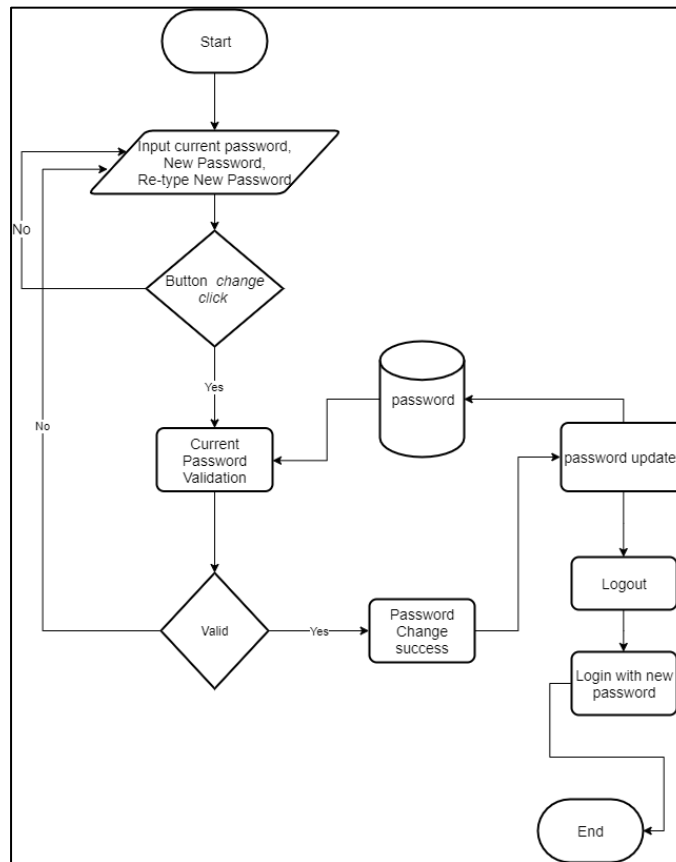 Start
Input current password,
New Password,
Re-type New Password
No
Button change
click
Yes
password
No
Current
Password
Validation
password update
Logout
Valid
Yes
Password
Change
success
Login with new
password
End